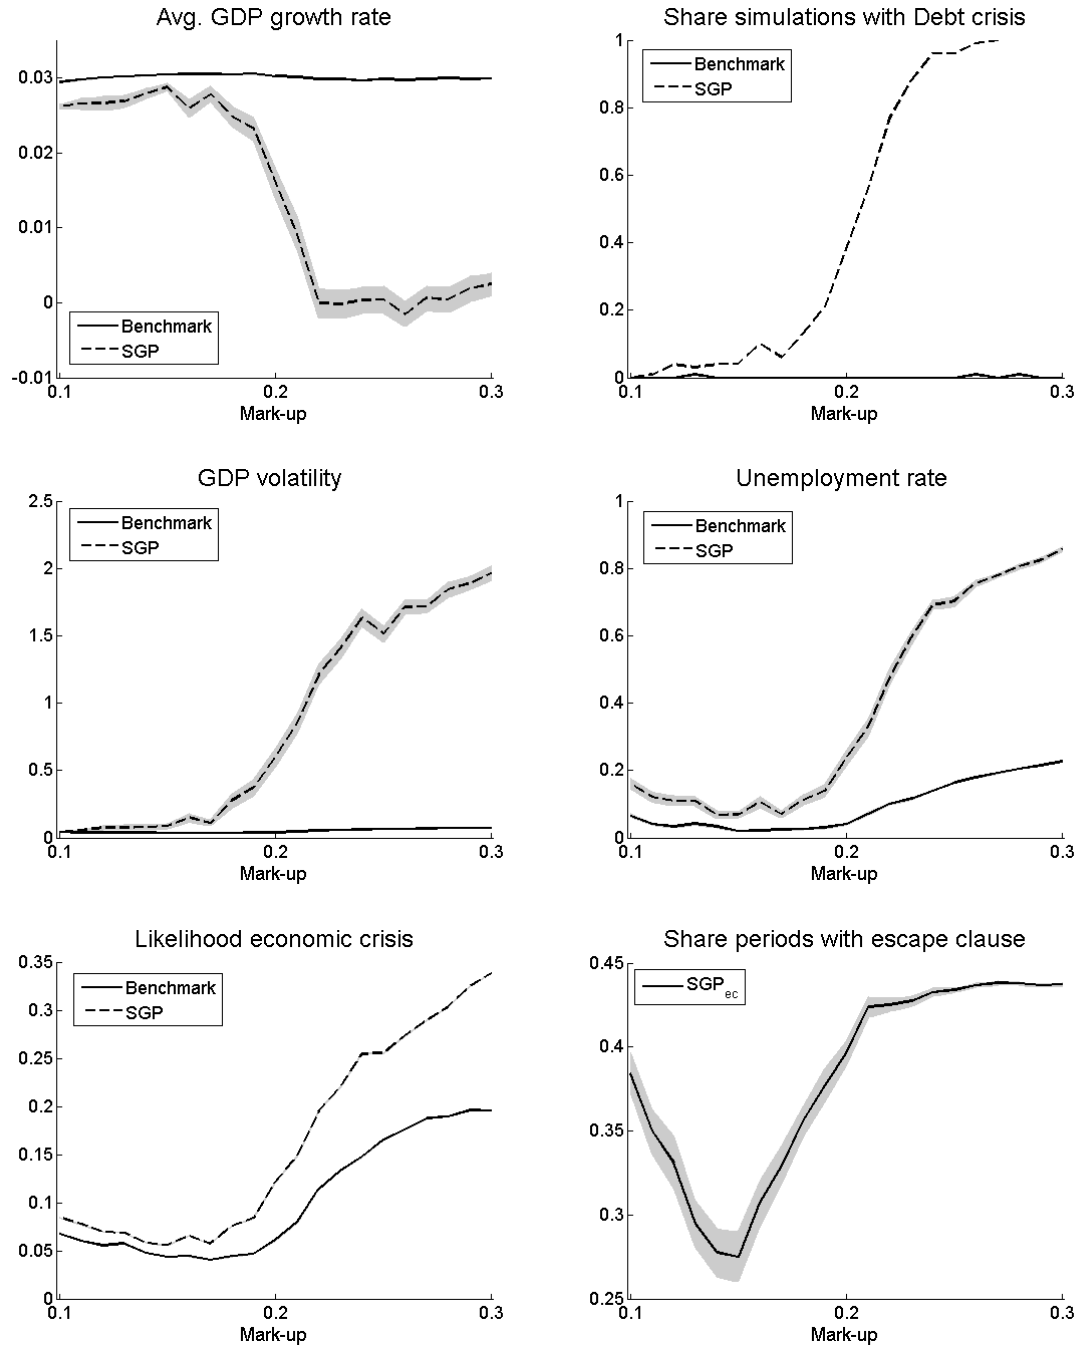 Avg. GDP growth rate
0.03
0.02
0.01
0
-0.01
Benchmark
SGP
0.1
0.2
0.3
Mark-up
Share simulations with Debt crisis
1
0.8
0.6
0.4
0.2
0
Benchmark
SGP
0.1
0.2
0.3
Mark-up
GDP volatility
2.5
2
1.5
1
0.5
0
Benchmark
SGP
0.1
0.2
0.3
Mark-up
Unemployment rate
1
0.8
0.6
0.4
0.2
0
Benchmark
SGP
0.1
0.2
0.3
Mark-up
Likelihood economic crisis
0.35
0.3
0.25
0.2
0.15
0.1
0.05
0
Benchmark
SGP
0.1
0.2
0.3
Mark-up
Share periods with escape clause
0.45
0.4
0.35
0.3
0.25
SGP ec
0.1
0.2
0.3
Mark-up